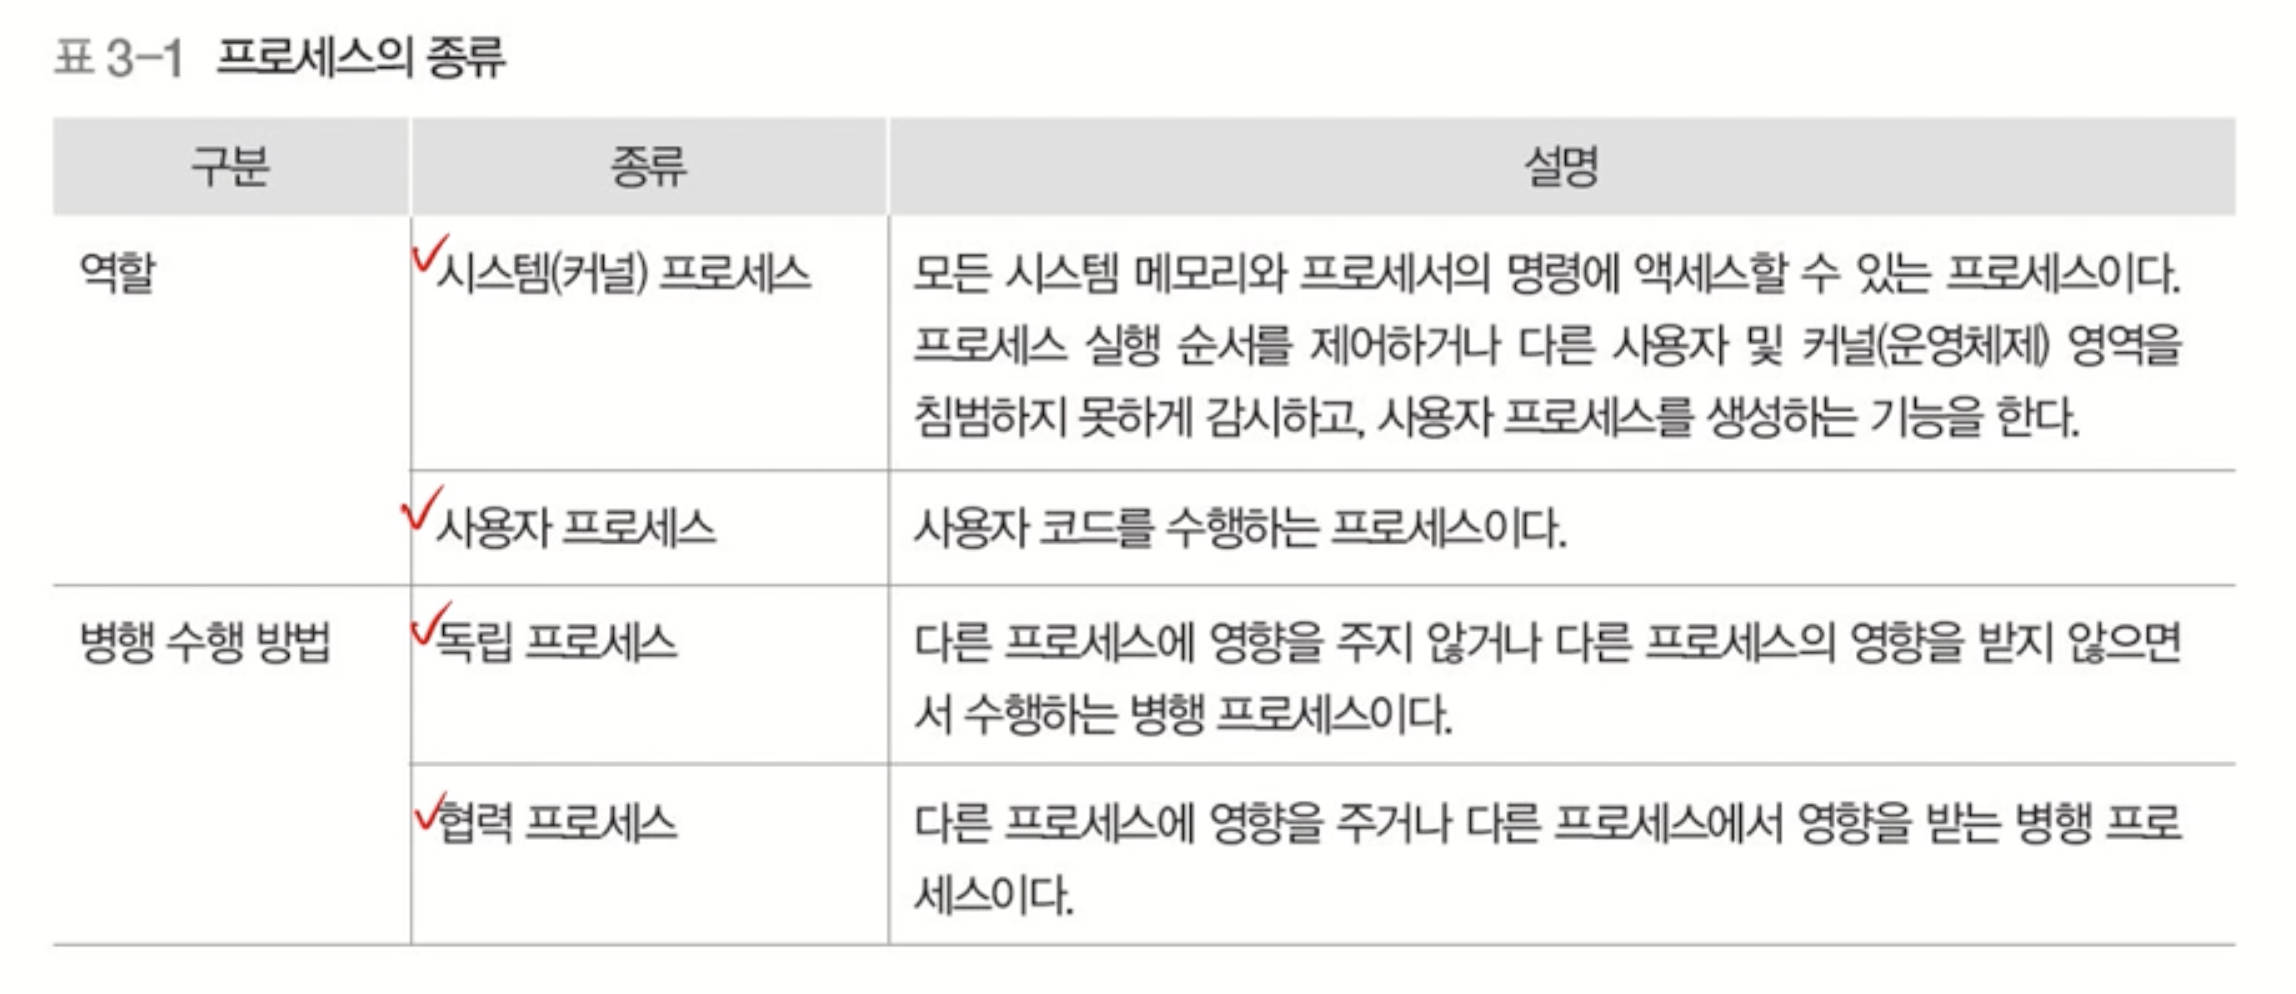 표 3-1 프로세스의 종류
구분 종류 설명
역할 시스템(커널) 프로세스 모든 시스템 메모리와 프로세서의 명령에 액세스할 수 있는 프로세스이다.
프로세스 실행 순서를 제어하거나 다른 사용자 및 커널(운영체제) 영역을
침범하지 못하게 감시하고, 사용자 프로세스를 생성하는 기능을 한다.
사용자 프로세스 사용자 코드를 수행하는 프로세스이다.
병행 수행 방법 독립 프로세스 다른 프로세스에 영향을 주지 않거나 다른 프로세스의 영향을 받지 않으면
서 수행하는 병행 프로세스이다.
협력 프로세스 다른 프로세스에 영향을 주거나 다른 프로세스에서 영향을 받는 병행 프로
세스이다.